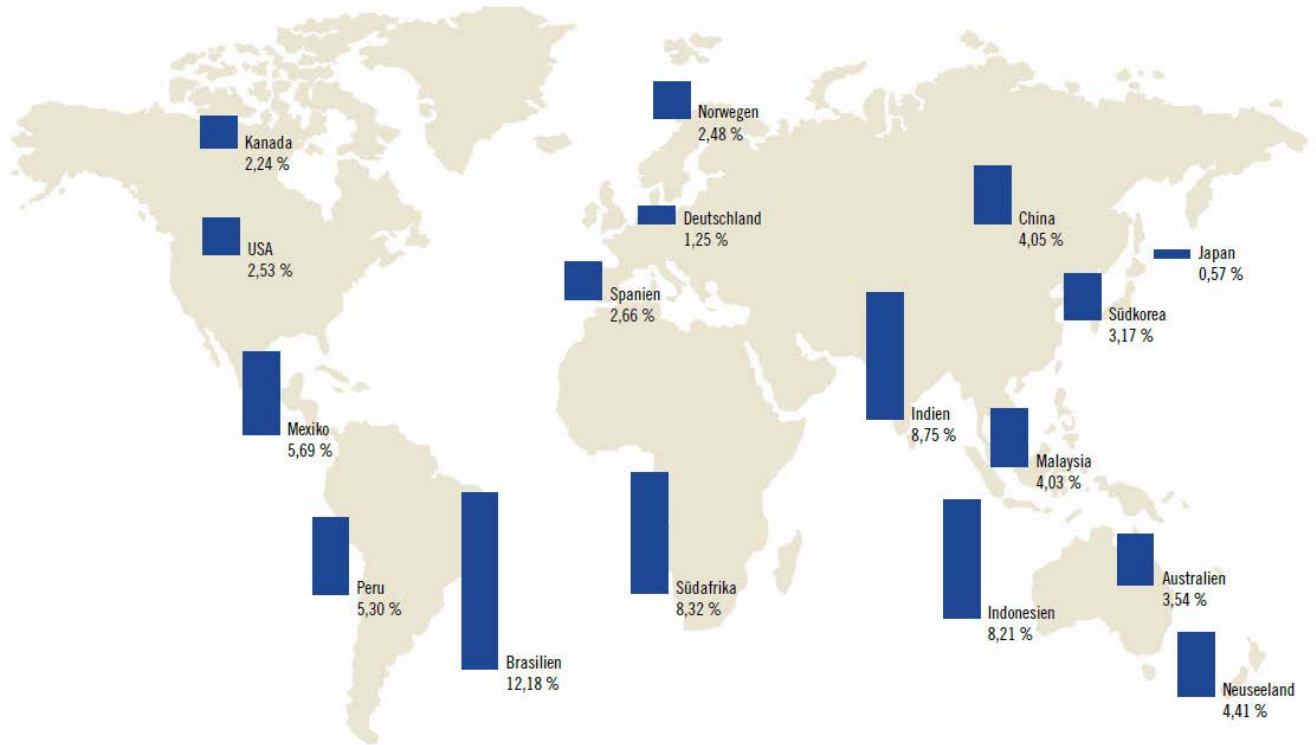 Norwegen
2,48 %
Kanada
2,24 %
Deutschland
1,25 %
China
4,05 %
USA
2,53 %
Japan
0,57 %
Spanien
2,66 %
Südkorea
3,17 %
Mexiko
5,69 %
Indien
8,75 %
Malaysia
4,03 %
Peru
5,30 %
Südafrika
8,32 %
Australien
3,54 %
Indonesien
8,21 %
Brasilien
12,18 %
Neuseeland
4,41 %